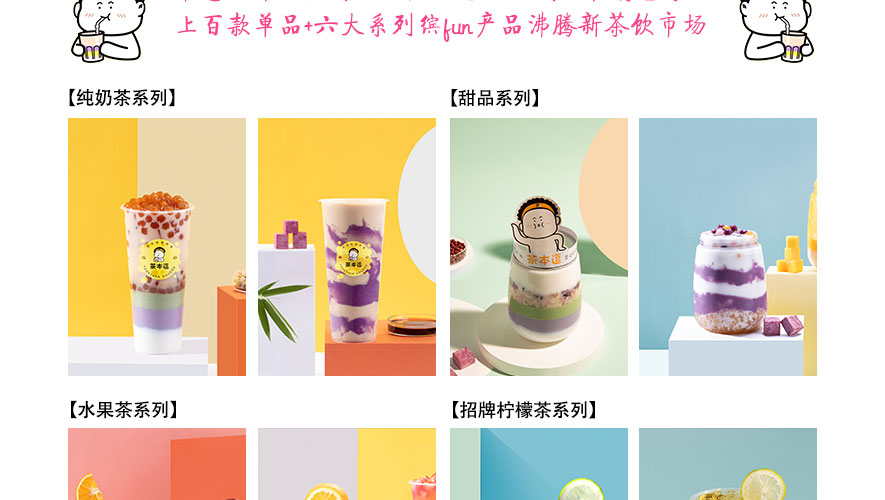 上百款单品+六大系列缤fun产品沸腾新茶饮市场
【纯奶茶系列】
【甜品系列】
茶本道
茶本道
茶本道
【水果茶系列】
【招牌柠檬茶系列】